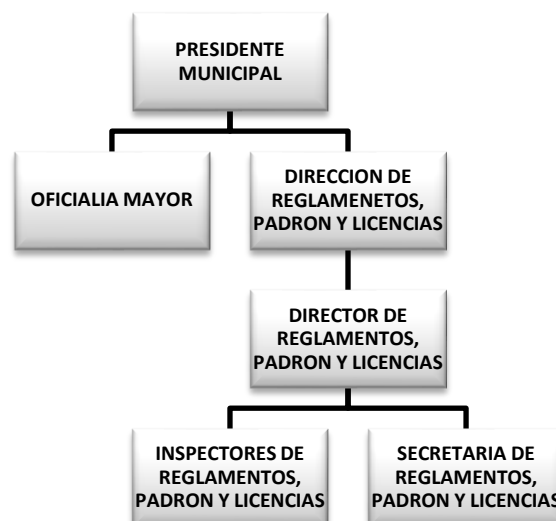 PRESIDENTE
MUNICIPAL
OFICIALIA MAYOR
DIRECCION DE
REGLAMENETOS,
PADRON Y LICENCIAS
DIRECTOR DE
REGLAMENTOS,
PADRON Y LICENCIAS
INSPECTORES DE
REGLAMENTOS,
PADRON Y LICENCIAS
SECRETARIA DE
REGLAMENTOS,
PADRON Y LICENCIAS